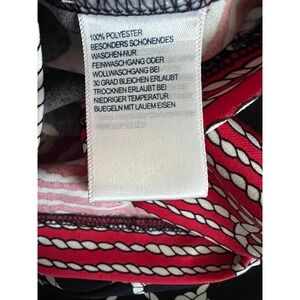 100% POLYESTER
BESONDERS SCHONENDES
WASCHEN-NUR
FEINWASCHGANG ODER
WOLLWASCHGANG BEI
30 GRAD BLEICHEN ERLAUBT
TROCKNEN ERLAUBT BEI
NIEDRIGER TEMPERATUR
BUEGELN MIT LAUEM EISEN